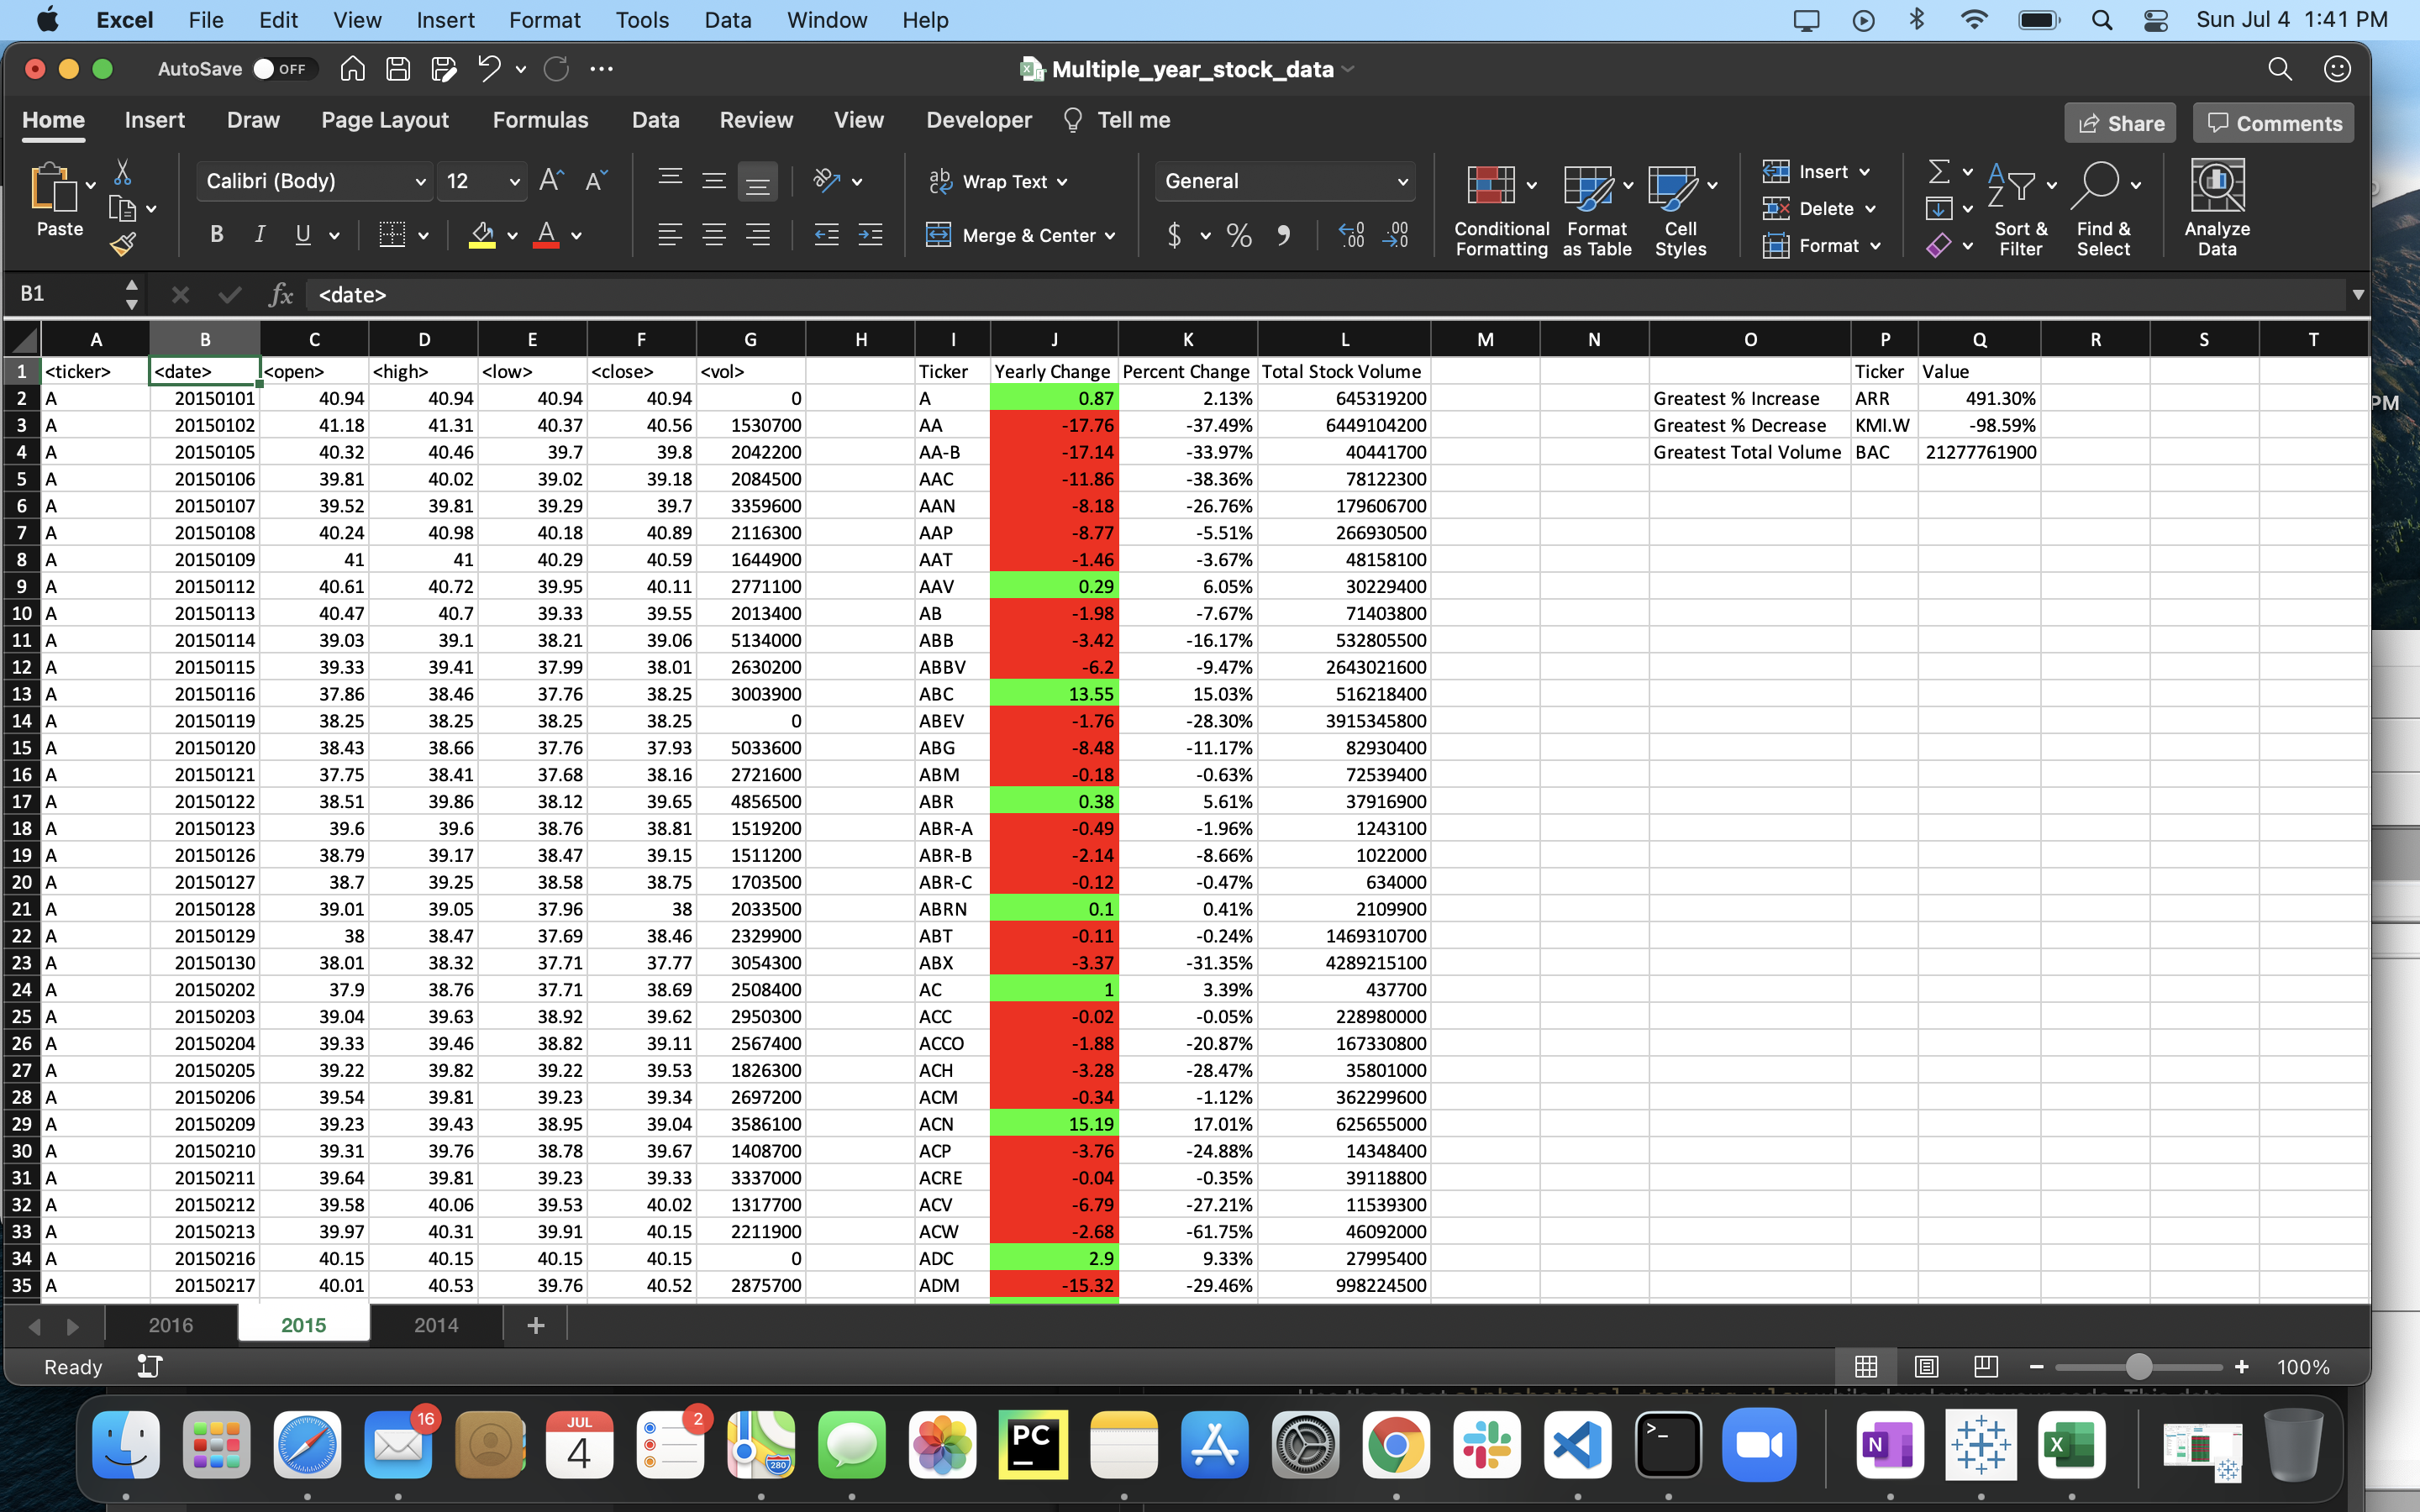 Excel File Edit View Insert Format Tools Data Window Help Sun Jul 4 1:41 PM
AutoSave OFF Multiple_year_stock_data
Home Insert Draw Page Layout Formulas Data Review View Developer Tell me Share Comments
Paste Calibri (Body) 12 Wrap Text General Insert
B I U Merge & Center $ % Conditional Formatting Format as Table Cell Styles Delete Format Sort & Filter Find & Select Analyze Data
B1 fx <date>
A B C D E F G H I J K L M N O P Q R S T
1 <ticker> <date> <open> <high> <low> <close> <vol> Ticker Yearly Change Percent Change Total Stock Volume Ticker Value
2 A 20150101 40.94 40.94 40.94 40.94 0 A 0.87 2.13% 645319200 Greatest % Increase ARR 491.30%
3 A 20150102 41.18 41.31 40.37 40.56 1530700 AA -17.76 -37.49% 6449104200 Greatest % Decrease KMI.W -98.59%
4 A 20150105 40.32 40.46 39.7 39.8 2042200 AA-B -17.14 -33.97% 40441700 Greatest Total Volume BAC 21277761900
5 A 20150106 39.81 40.02 39.02 39.18 2084500 AAC -11.86 -38.36% 78122300
6 A 20150107 39.52 39.81 39.29 39.7 3359600 AAN -8.18 -26.76% 179606700
7 A 20150108 40.24 40.98 40.18 40.89 2116300 AAP -8.77 -5.51% 266930500
8 A 20150109 41 41 40.29 40.59 1644900 AAT -1.46 -3.67% 48158100
9 A 20150112 40.61 40.72 39.95 40.11 2771100 AAV 0.29 6.05% 30229400
10 A 20150113 40.47 40.7 39.33 39.55 2013400 AB -1.98 -7.67% 71403800
11 A 20150114 39.03 39.1 38.21 39.06 5134000 ABB -3.42 -16.17% 532805500
12 A 20150115 39.33 39.41 37.99 38.01 2630200 ABBV -6.2 -9.47% 2643021600
13 A 20150116 37.86 38.46 37.76 38.25 3003900 ABC 13.55 15.03% 516218400
14 A 20150119 38.25 38.25 38.25 38.25 0 ABEV -1.76 -28.30% 3915345800
15 A 20150120 38.43 38.66 37.76 37.93 5033600 ABG -8.48 -11.17% 82930400
16 A 20150121 37.75 38.41 37.68 38.16 2721600 ABM -0.18 -0.63% 72539400
17 A 20150122 38.51 39.86 38.12 39.65 4856500 ABR 0.38 5.61% 37916900
18 A 20150123 39.6 39.6 38.76 38.81 1519200 ABR-A -0.49 -1.96% 1243100
19 A 20150126 38.79 39.17 38.47 39.15 1511200 ABR-B -2.14 -8.66% 1022000
20 A 20150127 38.7 39.25 38.58 38.75 1703500 ABR-C -0.12 -0.47% 634000
21 A 20150128 39.01 39.05 37.96 38 2033500 ABRN 0.1 0.41% 2109900
22 A 20150129 38 38.47 37.69 38.46 2329900 ABT -0.11 -0.24% 1469310700
23 A 20150130 38.01 38.32 37.71 37.77 3054300 ABX -3.37 -31.35% 4289215100
24 A 20150202 37.9 38.76 37.71 38.69 2508400 AC 1 3.39% 437700
25 A 20150203 39.04 39.63 38.92 39.62 2950300 ACC -0.02 -0.05% 228980000
26 A 20150204 39.33 39.46 38.82 39.11 2567400 ACCO -1.88 -20.87% 167330800
27 A 20150205 39.22 39.82 39.22 39.53 1826300 ACH -3.28 -28.47% 35801000
28 A 20150206 39.54 39.81 39.23 39.34 2697200 ACM -0.34 -1.12% 362299600
29 A 20150209 39.23 39.43 38.95 39.04 3586100 ACN 15.19 17.01% 625655000
30 A 20150210 39.31 39.76 38.78 39.67 1408700 ACP -3.76 -24.88% 14348400
31 A 20150211 39.64 39.81 39.23 39.33 3337000 ACRE -0.04 -0.35% 39118800
32 A 20150212 39.58 40.06 39.53 40.02 1317700 ACV -6.79 -27.21% 11539300
33 A 20150213 39.97 40.31 39.91 40.15 2211900 ACW -2.68 -61.75% 46092000
34 A 20150216 40.15 40.15 40.15 40.15 0 ADC 2.9 9.33% 27995400
35 A 20150217 40.01 40.53 39.76 40.52 2875700 ADM -15.32 -29.46% 998224500
2016 2015 2014 +
Ready 100%
16 JUL 4 2 280 PC N X
PM